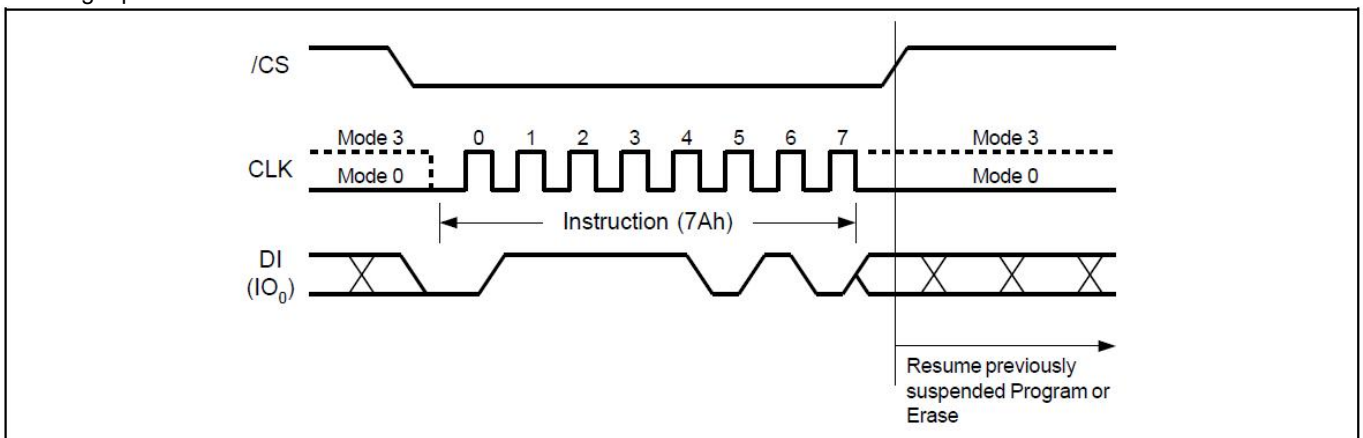 /CS
Mode 3 0 1 2 3 4 5 6 7 Mode 3
CLK
Mode 0 Mode 0
Instruction (7Ah)
DI
(IO0)
Resume previously
suspended Program or
Erase